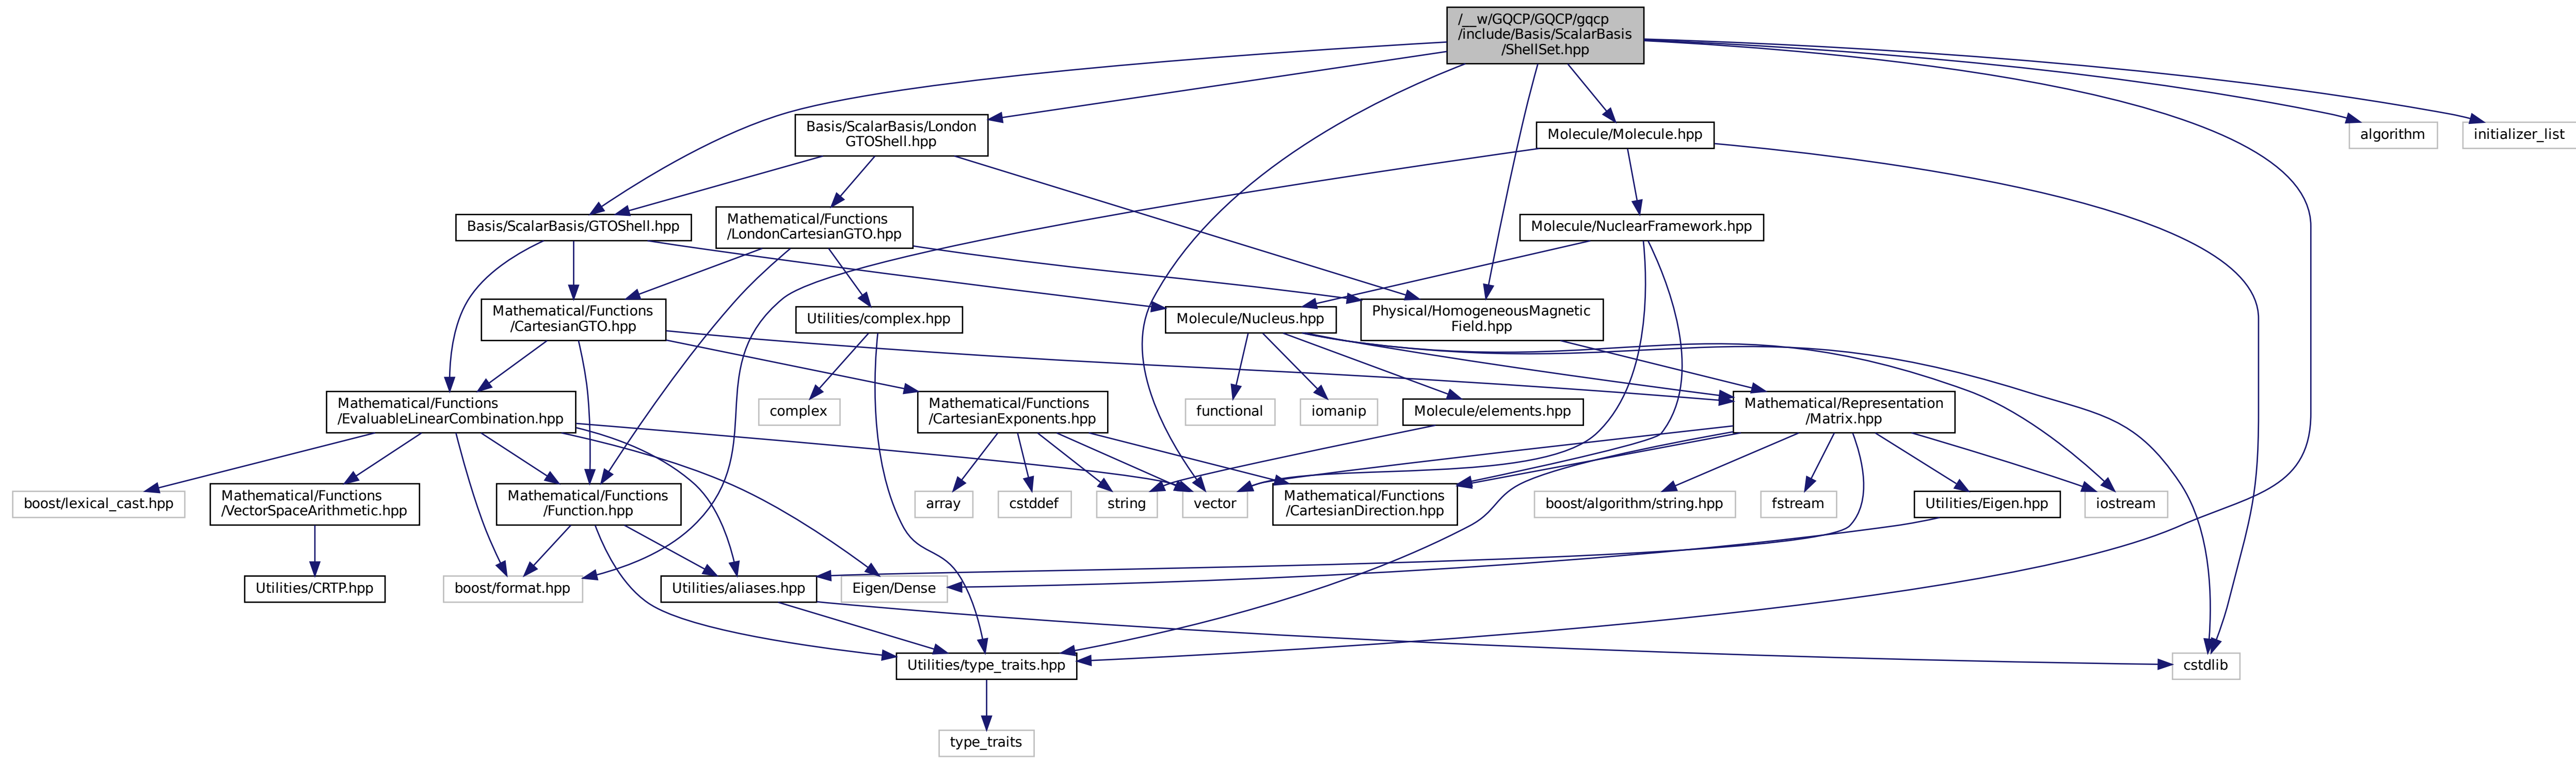 /__w/GQCP/GQCP/gqcp
/include/Basis/ScalarBasis
/ShellSet.hpp
Basis/ScalarBasis/London
GTOShell.hpp
Molecule/Molecule.hpp
algorithm
initializer_list
Basis/ScalarBasis/GTOShell.hpp
Mathematical/Functions
/LondonCartesianGTO.hpp
Molecule/NuclearFramework.hpp
Mathematical/Functions
/CartesianGTO.hpp
Utilities/complex.hpp
Molecule/Nucleus.hpp
Physical/HomogeneousMagnetic
Field.hpp
Mathematical/Functions
/EvaluableLinearCombination.hpp
complex
Mathematical/Functions
/CartesianExponents.hpp
functional
iomanip
Molecule/elements.hpp
Mathematical/Representation
/Matrix.hpp
boost/lexical_cast.hpp
Mathematical/Functions
/VectorSpaceArithmetic.hpp
Mathematical/Functions
/Function.hpp
array
cstddef
string
vector
Mathematical/Functions
/CartesianDirection.hpp
boost/algorithm/string.hpp
fstream
Utilities/Eigen.hpp
iostream
Utilities/CRTP.hpp
boost/format.hpp
Utilities/aliases.hpp
Eigen/Dense
Utilities/type_traits.hpp
cstdlib
type_traits